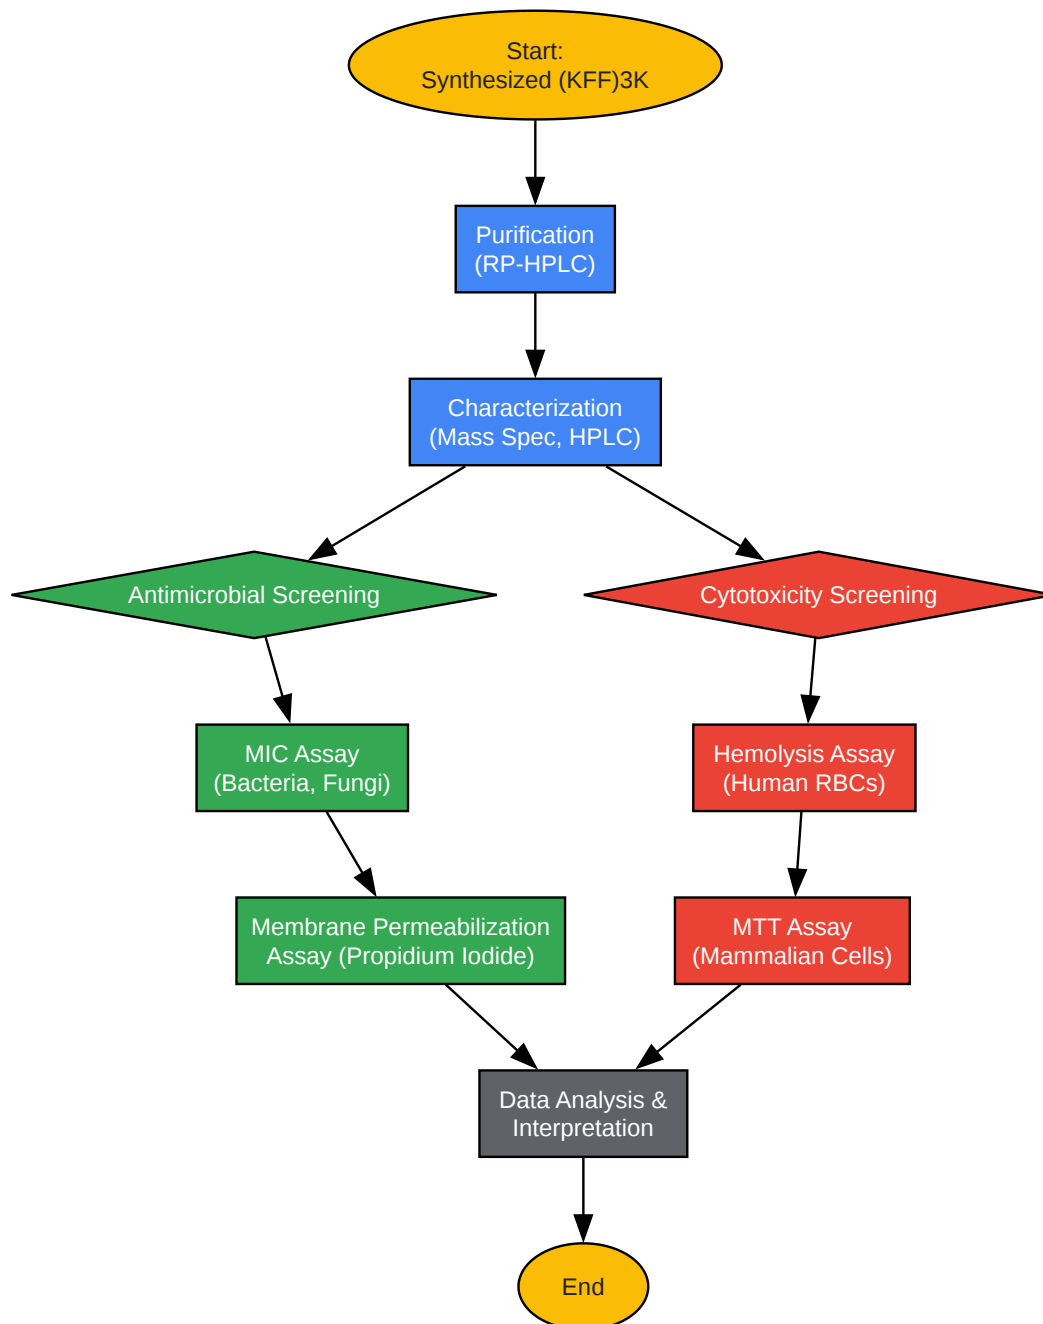 Start:
Synthesized (KFF)3K
Purification
(RP-HPLC)
Characterization
(Mass Spec, HPLC)
Antimicrobial Screening
Cytotoxicity Screening
MIC Assay
(Bacteria, Fungi)
Hemolysis Assay
(Human RBCs)
Membrane Permeabilization
Assay (Propidium Iodide)
MTT Assay
(Mammalian Cells)
Data Analysis &
Interpretation
End